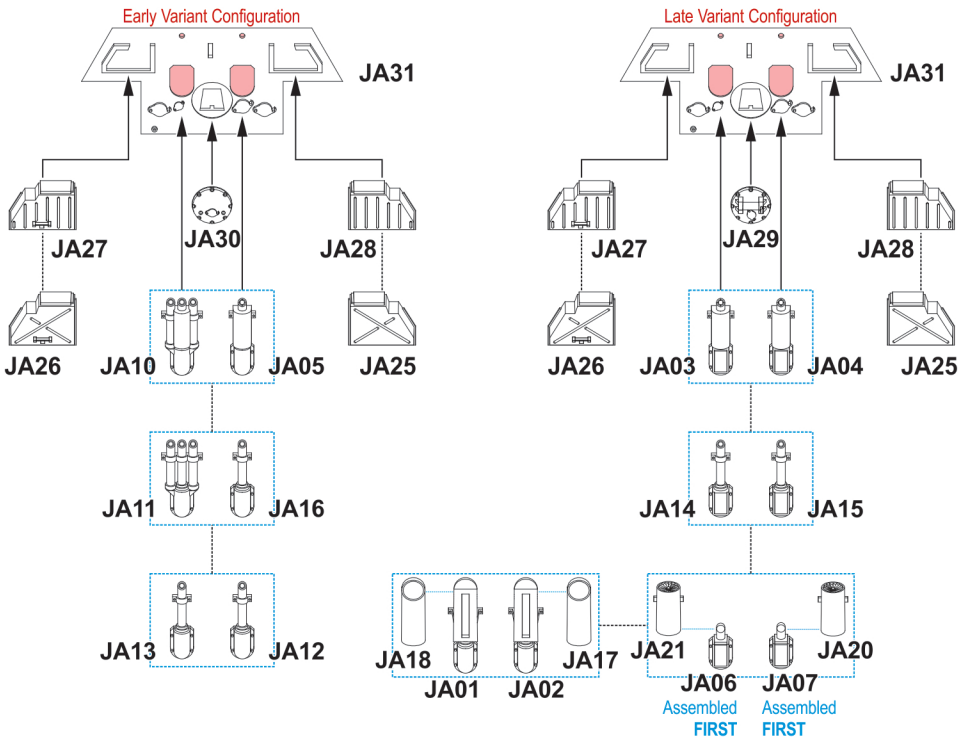 Early Variant Configuration
Late Variant Configuration
JA31
JA31
JA27
JA30
JA28
JA27
JA29
JA28
JA26
JA10
JA05
JA25
JA26
JA03
JA04
JA25
JA11
JA16
JA14
JA15
JA13
JA12
JA18
JA17
JA21
JA20
JA01
JA02
JA06
JA07
Assembled
FIRST
Assembled
FIRST